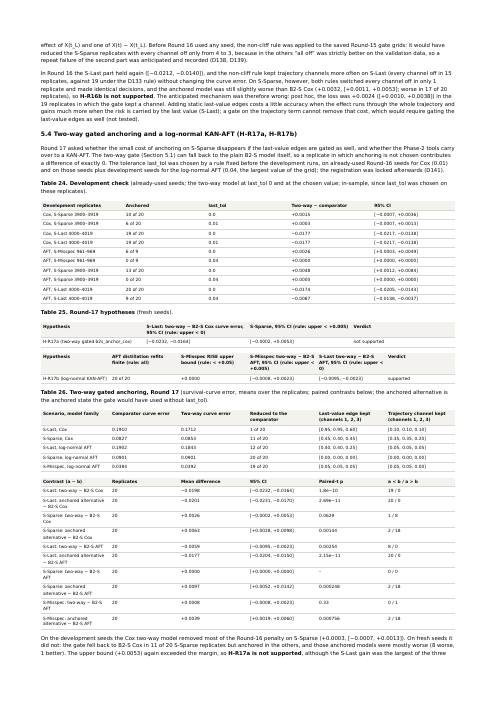 effect of X(t_L) and one of X(t) − X(t_L). Before Round 16 used any seed, the non-cliff rule was applied to the saved Round-15 gate grids: it would have
reduced the S-Sparse replicates with every channel off only from 4 to 3, because in the others "all off" was strictly better on the validation data, so a
repeat failure of the second part was anticipated and recorded (D138, D139).
In Round 16 the S-Last part held again ([−0.0212, −0.0140]), and the non-cliff rule kept trajectory channels more often on S-Last (every channel off in 15
replicates, against 19 under the D133 rule) without changing the curve error. On S-Sparse, however, both rules switched every channel off in only 1
replicate and made identical decisions, and the anchored model was still slightly worse than B2-S Cox (+0.0032, [+0.0011, +0.0053]; worse in 17 of 20
replicates), so H-R16b is not supported. The anticipated mechanism was therefore wrong: post hoc, the loss was +0.0024 ([+0.0010, +0.0038]) in the
19 replicates in which the gate kept a channel. Adding static last-value edges costs a little accuracy when the effect runs through the whole trajectory and
gains much more when the risk is carried by the last value (S-Last); a gate on the trajectory term cannot remove that cost, which would require gating the
last-value edges as well (not tested).
5.4 Two-way gated anchoring and a log-normal KAN-AFT (H-R17a, H-R17b)
Round 17 asked whether the small cost of anchoring on S-Sparse disappears if the last-value edges are gated as well, and whether the Phase-2 tools carry
over to a KAN-AFT. The two-way gate (Section 5.1) can fall back to the plain B2-S model itself, so a replicate in which anchoring is not chosen contributes
a difference of exactly 0. The tolerance last_tol was chosen by a rule fixed before the development runs, on already-used Round-16 seeds for Cox (0.01) and
on those seeds plus development seeds for the log-normal AFT (0.04, the largest value of the grid); the registration was locked afterwards (D141).
Table 24. Development check (already-used seeds; the two-way model at last_tol 0 and at the chosen value; in-sample, since last_tol was chosen on
these replicates).
Development replicates Anchored last_tol Two-way − comparator 95% CI
Cox, S-Sparse 3900–3919 10 of 20 0.0 +0.0015 [−0.0007, +0.0036]
Cox, S-Sparse 3900–3919 6 of 20 0.01 +0.0003 [−0.0007, +0.0013]
Cox, S-Last 4000–4019 19 of 20 0.0 −0.0177 [−0.0217, −0.0138]
Cox, S-Last 4000–4019 19 of 20 0.01 −0.0177 [−0.0217, −0.0138]
AFT, S-Misspec 961–969 6 of 9 0.0 +0.0026 [+0.0003, +0.0049]
AFT, S-Misspec 961–969 0 of 9 0.04 +0.0000 [+0.0000, +0.0000]
AFT, S-Sparse 3900–3919 13 of 20 0.0 +0.0048 [+0.0012, +0.0084]
AFT, S-Sparse 3900–3919 0 of 20 0.04 +0.0000 [+0.0000, +0.0000]
AFT, S-Last 4000–4019 20 of 20 0.0 −0.0174 [−0.0205, −0.0143]
AFT, S-Last 4000–4019 9 of 20 0.04 −0.0087 [−0.0138, −0.0037]
Table 25. Round-17 hypotheses (fresh seeds).
Hypothesis S-Last: two-way − B2-S Cox curve error, 95% CI (rule: upper < 0) S-Sparse, 95% CI (rule: upper < +0.005) Verdict
H-R17a (two-way gated b2s_anchor_cox) [−0.0232, −0.0164] [−0.0002, +0.0053] not supported
Hypothesis AFT distillation refits finite (rule: all) S-Misspec RISE upper bound (rule: < +0.05) S-Misspec two-way − B2-S AFT, 95% CI (rule: upper < +0.005) S-Last two-way − B2-S AFT, 95% CI (rule: upper < 0) Verdict
H-R17b (log-normal KAN-AFT) 20 of 20 +0.0000 [−0.0008, +0.0023] [−0.0095, −0.0023] supported
Table 26. Two-way gated anchoring, Round 17 (survival-curve error, means over the replicates; paired contrasts below; the anchored alternative is
the anchored state the gate would have used without last_tol).
Scenario, model family Comparator curve error Two-way curve error Reduced to the comparator Last-value edge kept (channels 1, 2, 3) Trajectory channel kept (channels 1, 2, 3)
S-Last, Cox 0.1910 0.1712 1 of 20 [0.95, 0.95, 0.60] [0.10, 0.10, 0.10]
S-Sparse, Cox 0.0827 0.0853 11 of 20 [0.45, 0.40, 0.45] [0.35, 0.35, 0.20]
S-Last, log-normal AFT 0.1902 0.1843 12 of 20 [0.40, 0.40, 0.40] [0.05, 0.05, 0.10]
S-Sparse, log-normal AFT 0.0901 0.0901 20 of 20 [0.00, 0.00, 0.00] [0.00, 0.00, 0.00]
S-Misspec, log-normal AFT 0.0384 0.0392 19 of 20 [0.05, 0.05, 0.05] [0.05, 0.05, 0.05]
Contrast (a − b) Replicates Mean difference 95% CI Paired-t p a < b / a > b
S-Last: two-way − B2-S Cox 20 −0.0198 [−0.0232, −0.0164] 1.8e−10 19 / 0
S-Last: anchored alternative − B2-S Cox 20 −0.0201 [−0.0231, −0.0170] 2.69e−11 20 / 0
S-Sparse: two-way − B2-S Cox 20 +0.0026 [−0.0002, +0.0053] 0.0629 1 / 8
S-Sparse: anchored alternative − B2-S Cox 20 +0.0063 [+0.0028, +0.0098] 0.00144 2 / 18
S-Last: two-way − B2-S AFT 20 −0.0059 [−0.0095, −0.0023] 0.00254 8 / 0
S-Last: anchored alternative − B2-S AFT 20 −0.0177 [−0.0204, −0.0150] 2.15e−11 20 / 0
S-Sparse: two-way − B2-S AFT 20 +0.0000 [+0.0000, +0.0000] – 0 / 0
S-Sparse: anchored alternative − B2-S AFT 20 +0.0097 [+0.0052, +0.0142] 0.000248 2 / 18
S-Misspec: two-way − B2-S AFT 20 +0.0008 [−0.0008, +0.0023] 0.33 0 / 1
S-Misspec: anchored alternative − B2-S AFT 20 +0.0039 [+0.0019, +0.0060] 0.000756 2 / 18
On the development seeds the Cox two-way model removed most of the Round-16 penalty on S-Sparse (+0.0003, [−0.0007, +0.0013]). On fresh seeds it
did not: the gate fell back to B2-S Cox in 11 of 20 S-Sparse replicates but anchored in the others, and those anchored models were mostly worse (8 worse,
1 better). The upper bound (+0.0053) again exceeded the margin, so H-R17a is not supported, although the S-Last gain was the largest of the three